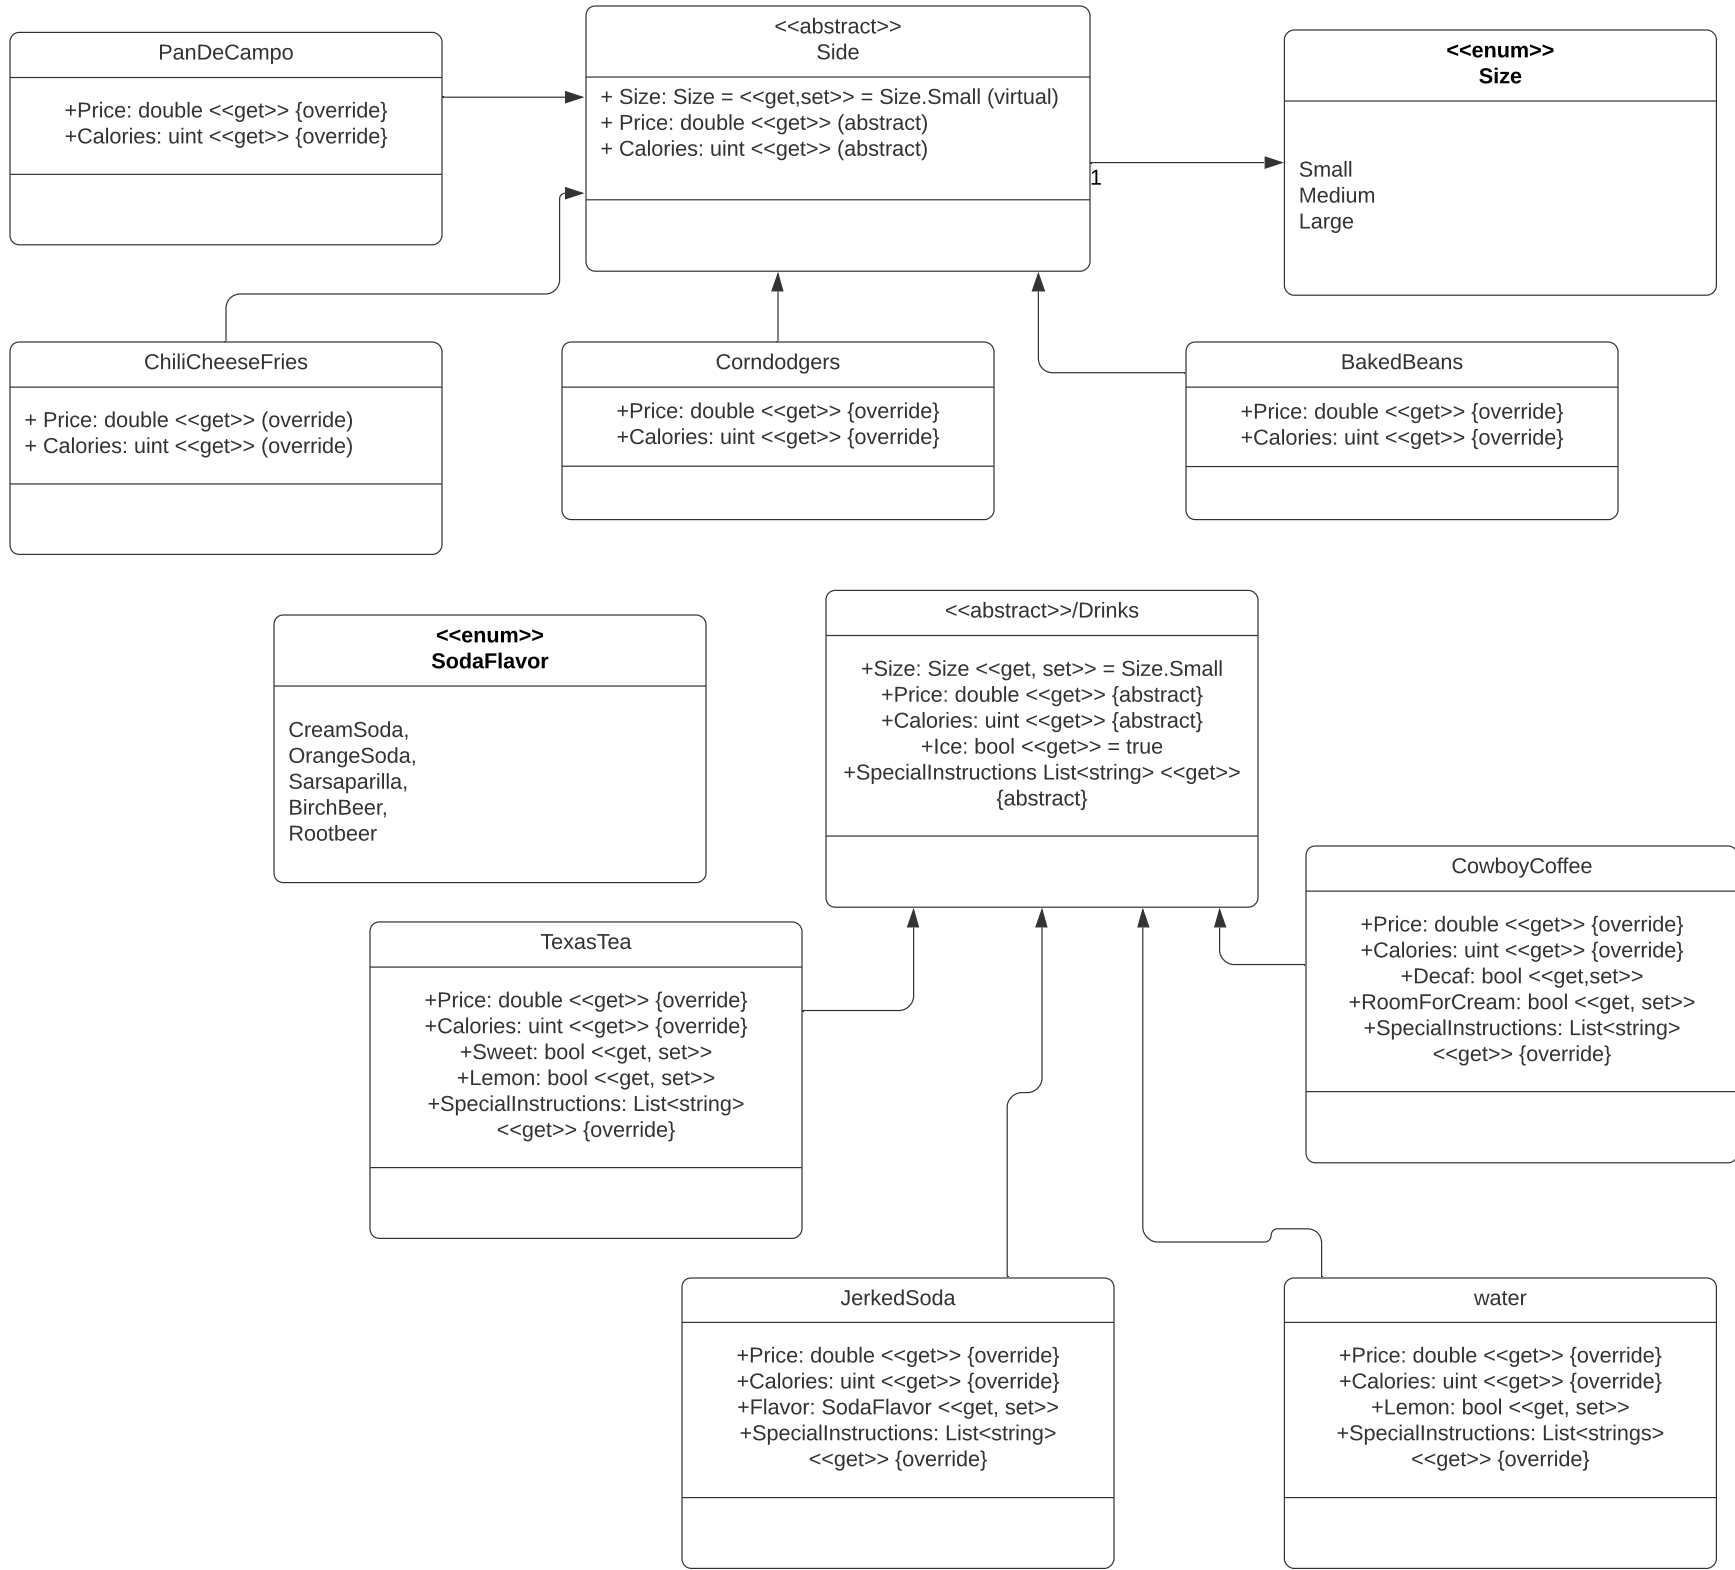 PanDeCampo
+Price: double <<get>> {override}
+Calories: uint <<get>> {override}
<<abstract>>
Side
+ Size: Size = <<get,set>> = Size.Small (virtual)
+ Price: double <<get>> (abstract)
+ Calories: uint <<get>> (abstract)
1
<<enum>>
Size
Small
Medium
Large
ChiliCheeseFries
+ Price: double <<get>> (override)
+ Calories: uint <<get>> (override)
Corndodgers
+Price: double <<get>> {override}
+Calories: uint <<get>> {override}
BakedBeans
+Price: double <<get>> {override}
+Calories: uint <<get>> {override}
<<enum>>
SodaFlavor
CreamSoda,
OrangeSoda,
Sarsaparilla,
BirchBeer,
Rootbeer
<<abstract>>/Drinks
+Size: Size <<get, set>> = Size.Small
+Price: double <<get>> {abstract}
+Calories: uint <<get>> {abstract}
+Ice: bool <<get>> = true
+SpecialInstructions List<string> <<get>>
{abstract}
CowboyCoffee
+Price: double <<get>> {override}
+Calories: uint <<get>> {override}
+Decaf: bool <<get,set>>
+RoomForCream: bool <<get, set>>
+SpecialInstructions: List<string>
<<get>> {override}
TexasTea
+Price: double <<get>> {override}
+Calories: uint <<get>> {override}
+Sweet: bool <<get, set>>
+Lemon: bool <<get, set>>
+SpecialInstructions: List<string>
<<get>> {override}
JerkedSoda
+Price: double <<get>> {override}
+Calories: uint <<get>> {override}
+Flavor: SodaFlavor <<get, set>>
+SpecialInstructions: List<string>
<<get>> {override}
water
+Price: double <<get>> {override}
+Calories: uint <<get>> {override}
+Lemon: bool <<get, set>>
+SpecialInstructions: List<strings>
<<get>> {override}